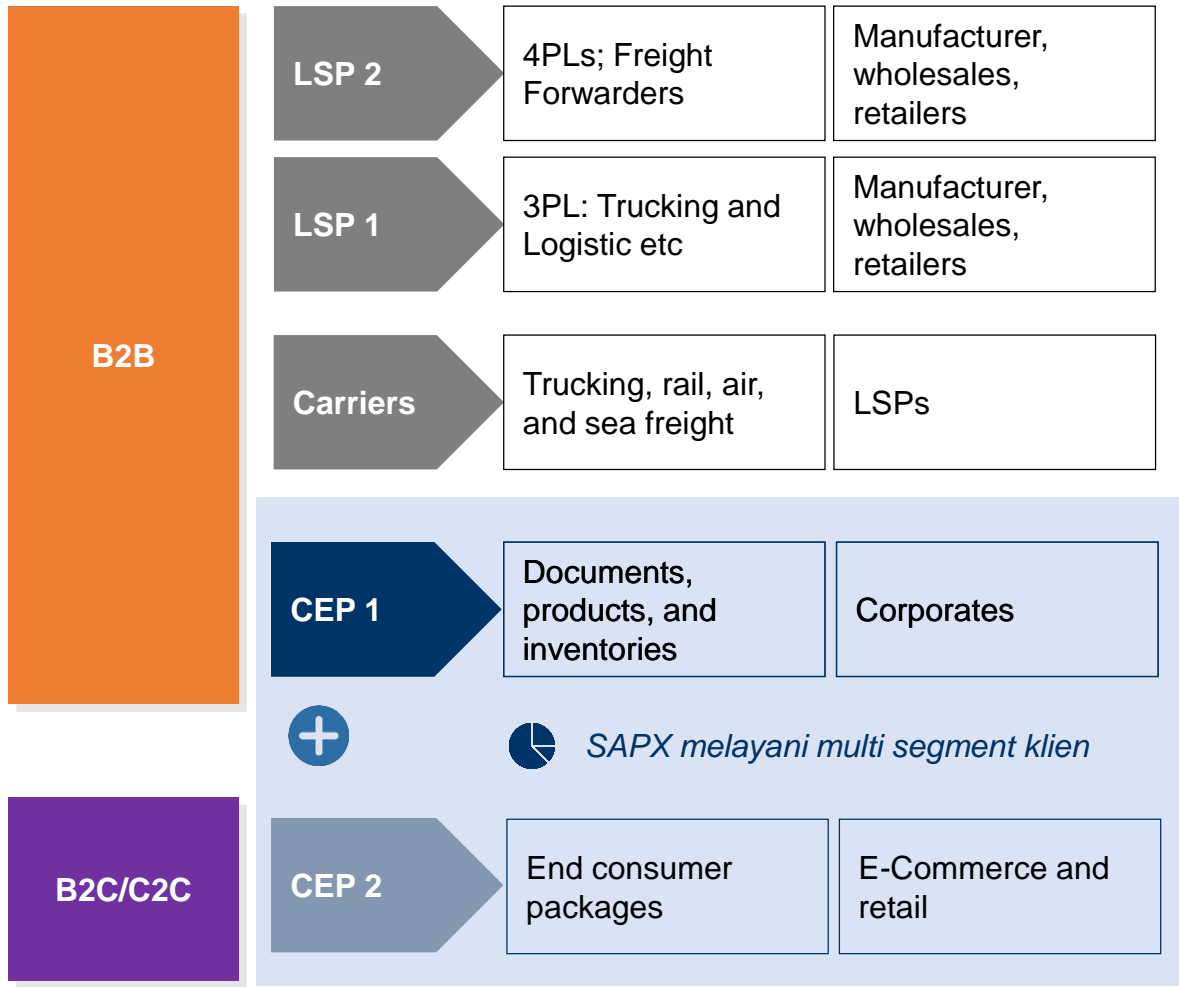 B2B
LSP 2
4PLs; Freight
Forwarders
Manufacturer,
wholesales,
retailers
LSP 1
3PL: Trucking and
Logistic etc
Manufacturer,
wholesales,
retailers
Carriers
Trucking, rail, air,
and sea freight
LSPs
CEP 1
Documents,
products, and
inventories
Corporates
SAPX melayani multi segment klien
B2C/C2C
CEP 2
End consumer
packages
E-Commerce and
retail